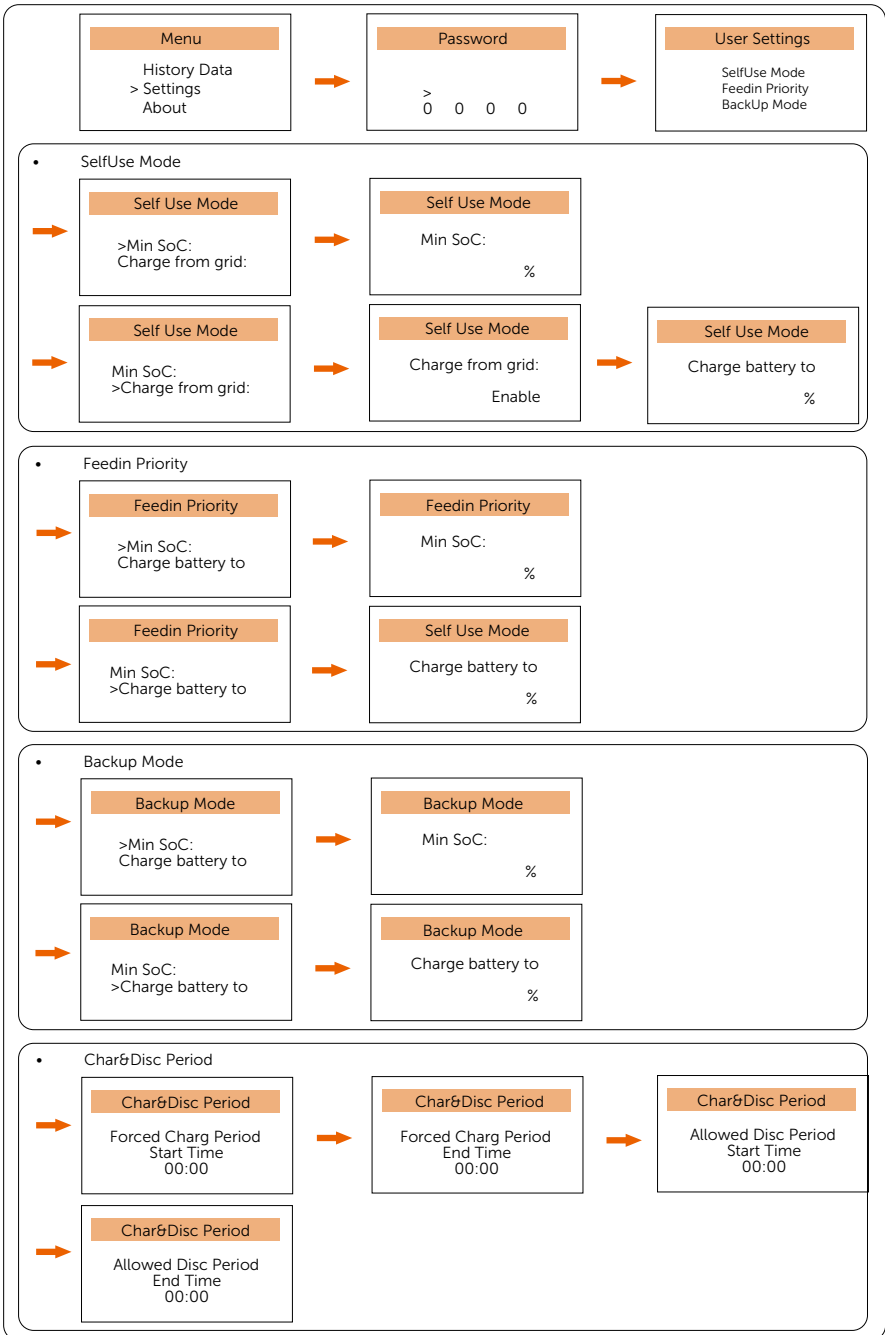 Menu
History Data
> Settings
About
Password
>
0 0 0 0
User Settings
SelfUse Mode
Feedin Priority
BackUp Mode
• SelfUse Mode
Self Use Mode
>Min SoC:
Charge from grid:
Self Use Mode
Min SoC:
%
Self Use Mode
Min SoC:
>Charge from grid:
Self Use Mode
Charge from grid:
Enable
Self Use Mode
Charge battery to
%
• Feedin Priority
Feedin Priority
>Min SoC:
Charge battery to
Feedin Priority
Min SoC:
%
Feedin Priority
Min SoC:
>Charge battery to
Self Use Mode
Charge battery to
%
• Backup Mode
Backup Mode
>Min SoC:
Charge battery to
Backup Mode
Min SoC:
%
Backup Mode
Min SoC:
>Charge battery to
Backup Mode
Charge battery to
%
• Char&Disc Period
Char&Disc Period
Forced Charg Period
Start Time
00:00
Char&Disc Period
Forced Charg Period
End Time
00:00
Char&Disc Period
Allowed Disc Period
Start Time
00:00
Char&Disc Period
Allowed Disc Period
End Time
00:00